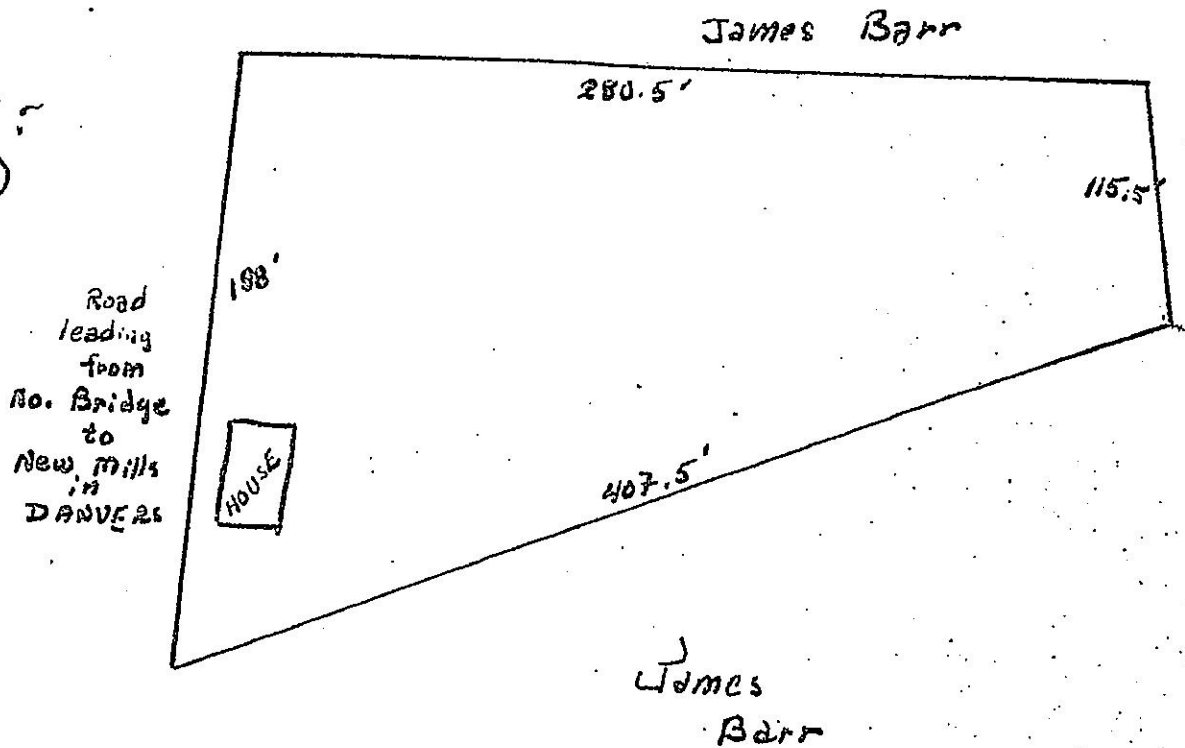 James Barr
280.5'
115.5'
198'
Road
leading
from
No. Bridge
to
New Mills
in
DANVERS
HOUSE
407.5'
James
Barr